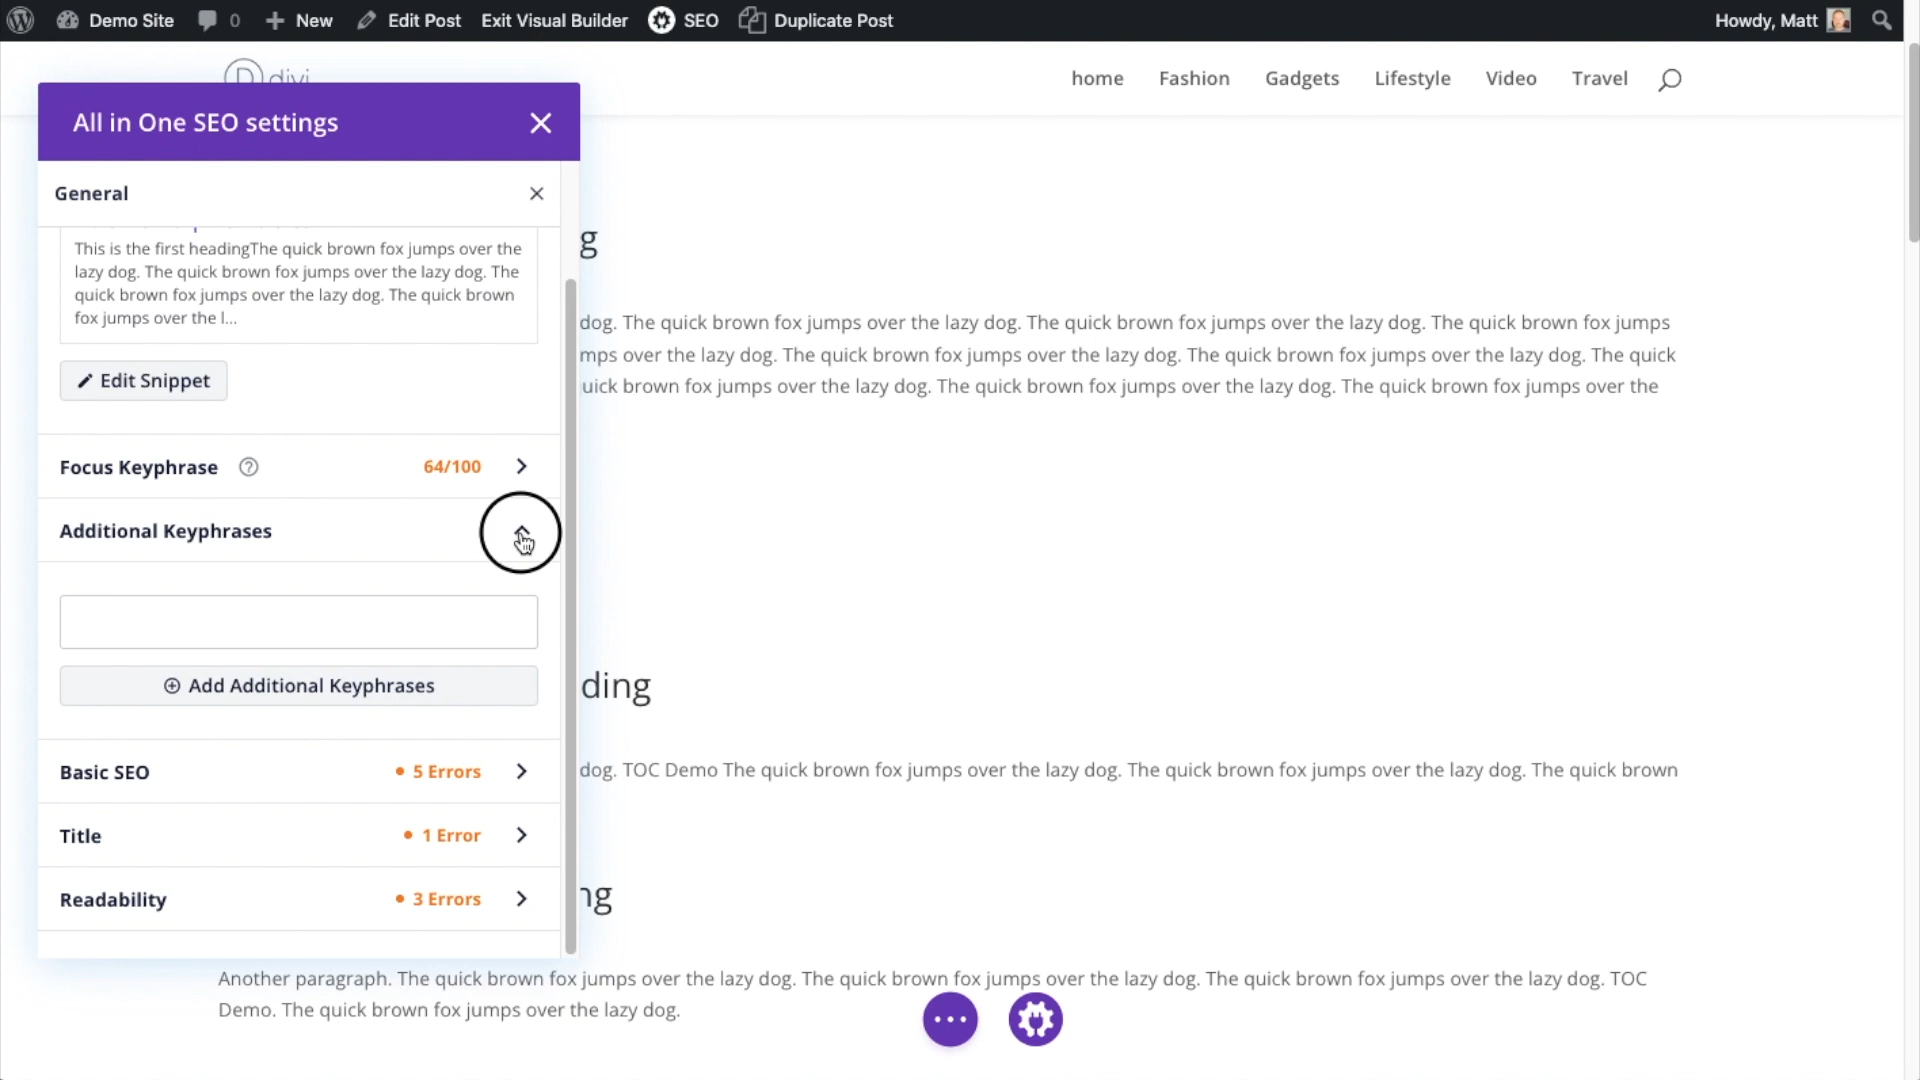 Demo Site 0 New Edit Post Exit Visual Builder SEO Duplicate Post Howdy, Matt
divi
home Fashion Gadgets Lifestyle Video Travel
All in One SEO settings
General
This is the first headingThe quick brown fox jumps over the
lazy dog. The quick brown fox jumps over the lazy dog. The
quick brown fox jumps over the lazy dog. The quick brown
fox jumps over the l...
Edit Snippet
Focus Keyphrase ? 64/100
Additional Keyphrases
Add Additional Keyphrases
Basic SEO • 5 Errors
Title • 1 Error
Readability • 3 Errors
g
dog. The quick brown fox jumps over the lazy dog. The quick brown fox jumps over the lazy dog. The quick brown fox jumps
mps over the lazy dog. The quick brown fox jumps over the lazy dog. The quick brown fox jumps over the lazy dog. The quick
uick brown fox jumps over the lazy dog. The quick brown fox jumps over the lazy dog. The quick brown fox jumps over the
ding
dog. TOC Demo The quick brown fox jumps over the lazy dog. The quick brown fox jumps over the lazy dog. The quick brown
ng
Another paragraph. The quick brown fox jumps over the lazy dog. The quick brown fox jumps over the lazy dog. The quick brown fox jumps over the lazy dog. TOC
Demo. The quick brown fox jumps over the lazy dog.